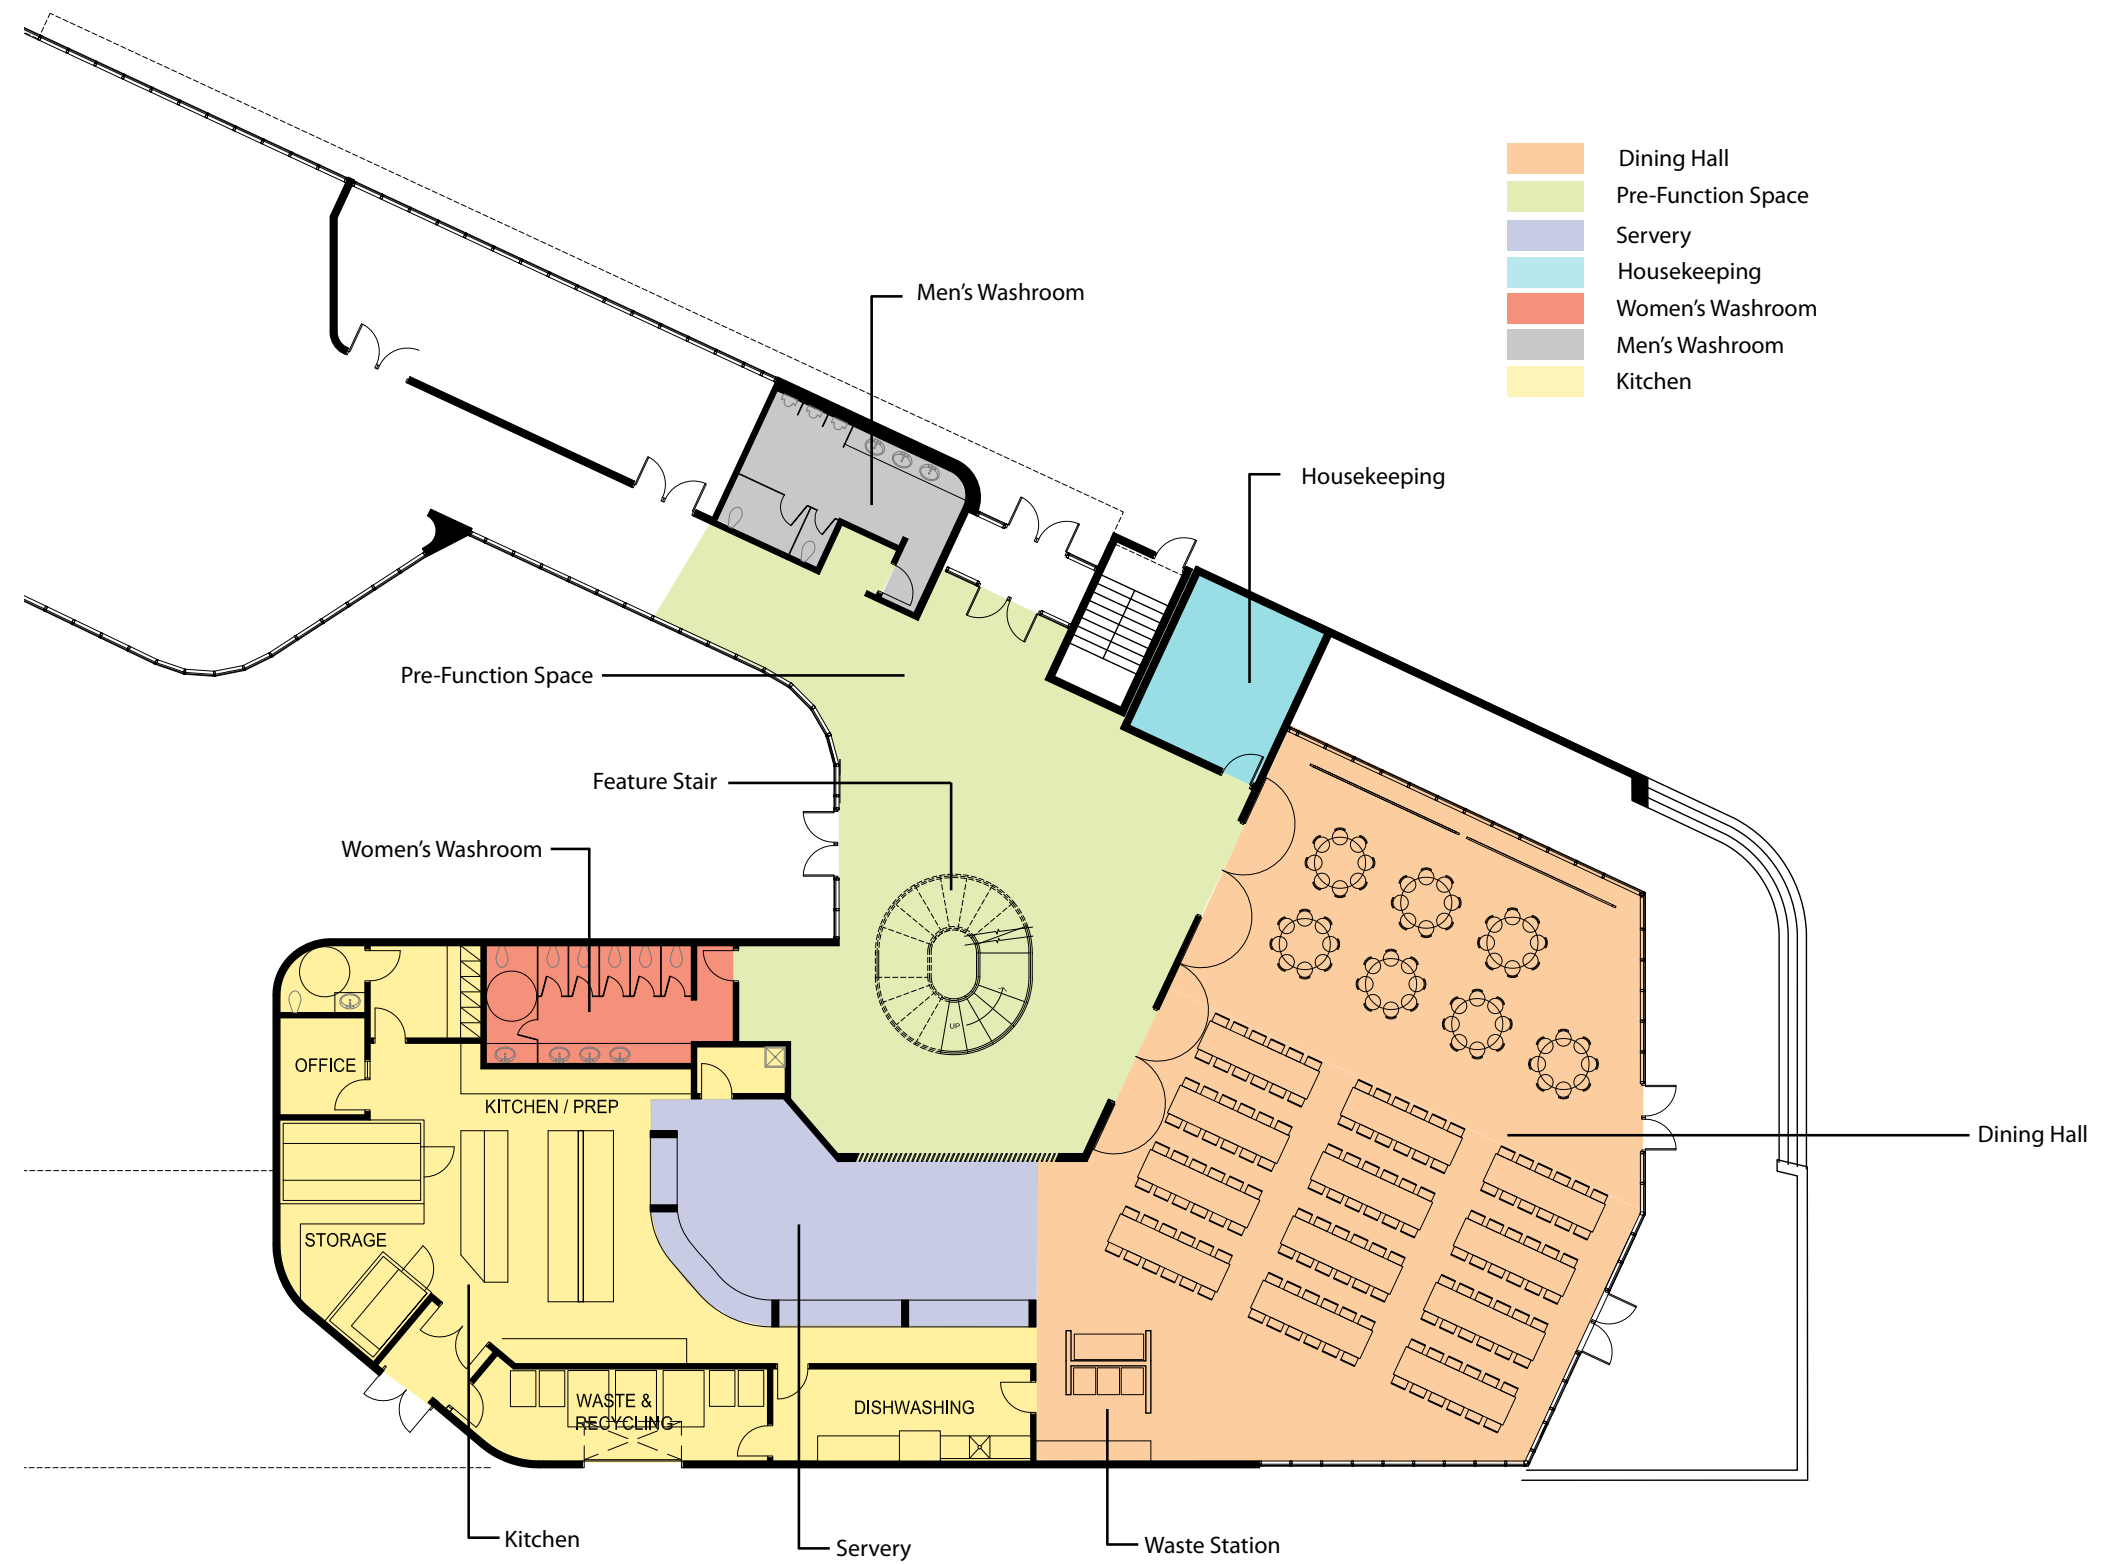 Dining Hall
Pre-Function Space
Servery
Housekeeping
Women's Washroom
Men's Washroom
Kitchen
Men's Washroom
Housekeeping
Pre-Function Space
Feature Stair
Women's Washroom
UP
OFFICE
KITCHEN / PREP
Dining Hall
STORAGE
WASTE &
RECYCLING
DISHWASHING
Kitchen
Servery
Waste Station